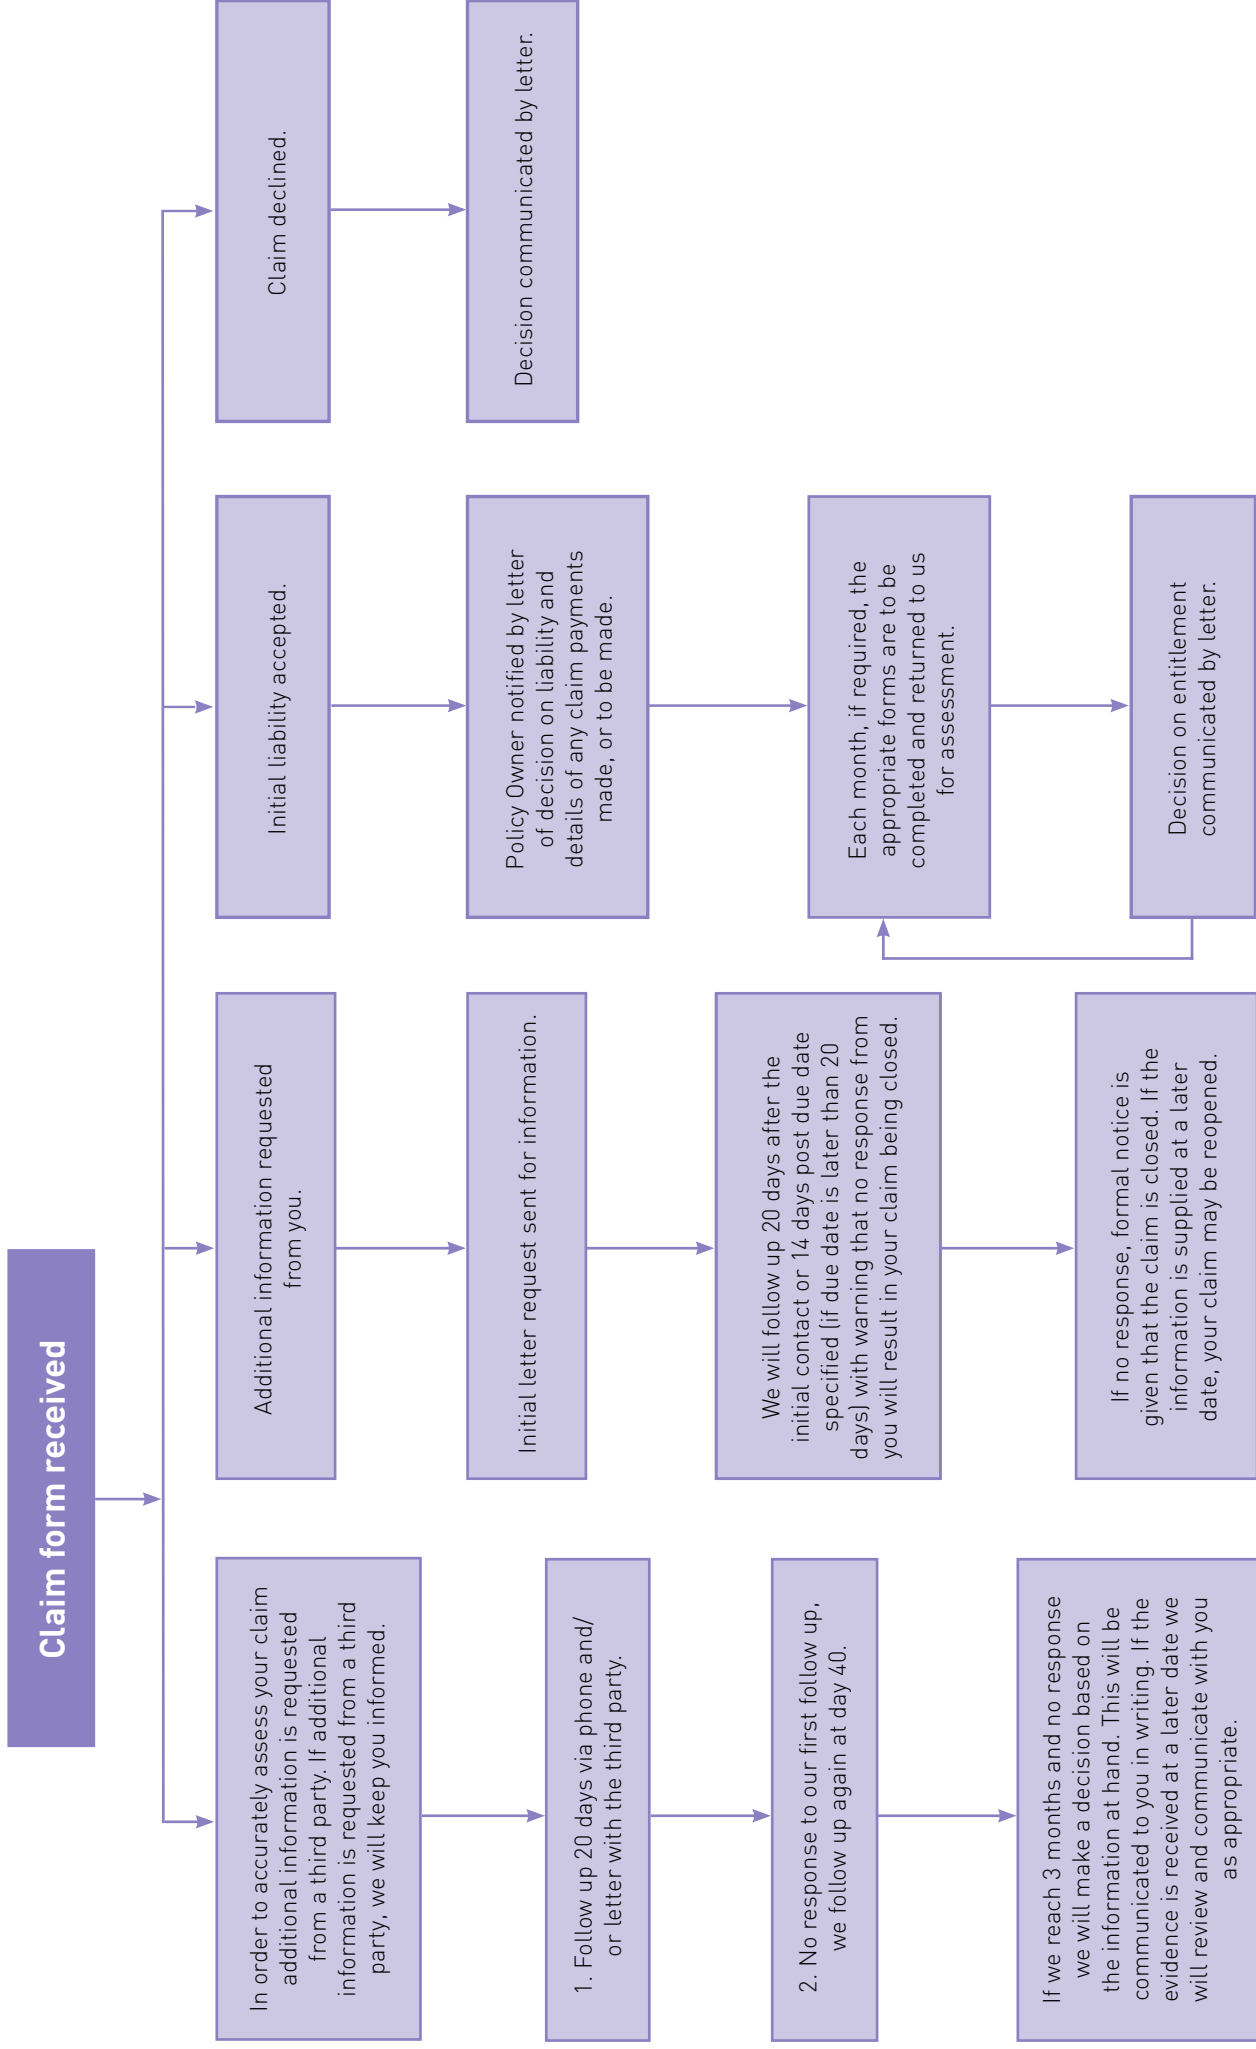 Claim form received
In order to accurately assess your claim
additional information is requested
from a third party. If additional
information is requested from a third
party, we will keep you informed.
1. Follow up 20 days via phone and/
or letter with the third party.
2. No response to our first follow up,
we follow up again at day 40.
If we reach 3 months and no response
we will make a decision based on
the information at hand. This will be
communicated to you in writing. If the
evidence is received at a later date we
will review and communicate with you
as appropriate.
Additional information requested
from you.
Initial letter request sent for information.
We will follow up 20 days after the
initial contact or 14 days post due date
specified (if due date is later than 20
days) with warning that no response from
you will result in your claim being closed.
If no response, formal notice is
given that the claim is closed. If the
information is supplied at a later
date, your claim may be reopened.
Initial liability accepted.
Policy Owner notified by letter
of decision on liability and
details of any claim payments
made, or to be made.
Each month, if required, the
appropriate forms are to be
completed and returned to us
for assessment.
Decision on entitlement
communicated by letter.
Claim declined.
Decision communicated by letter.